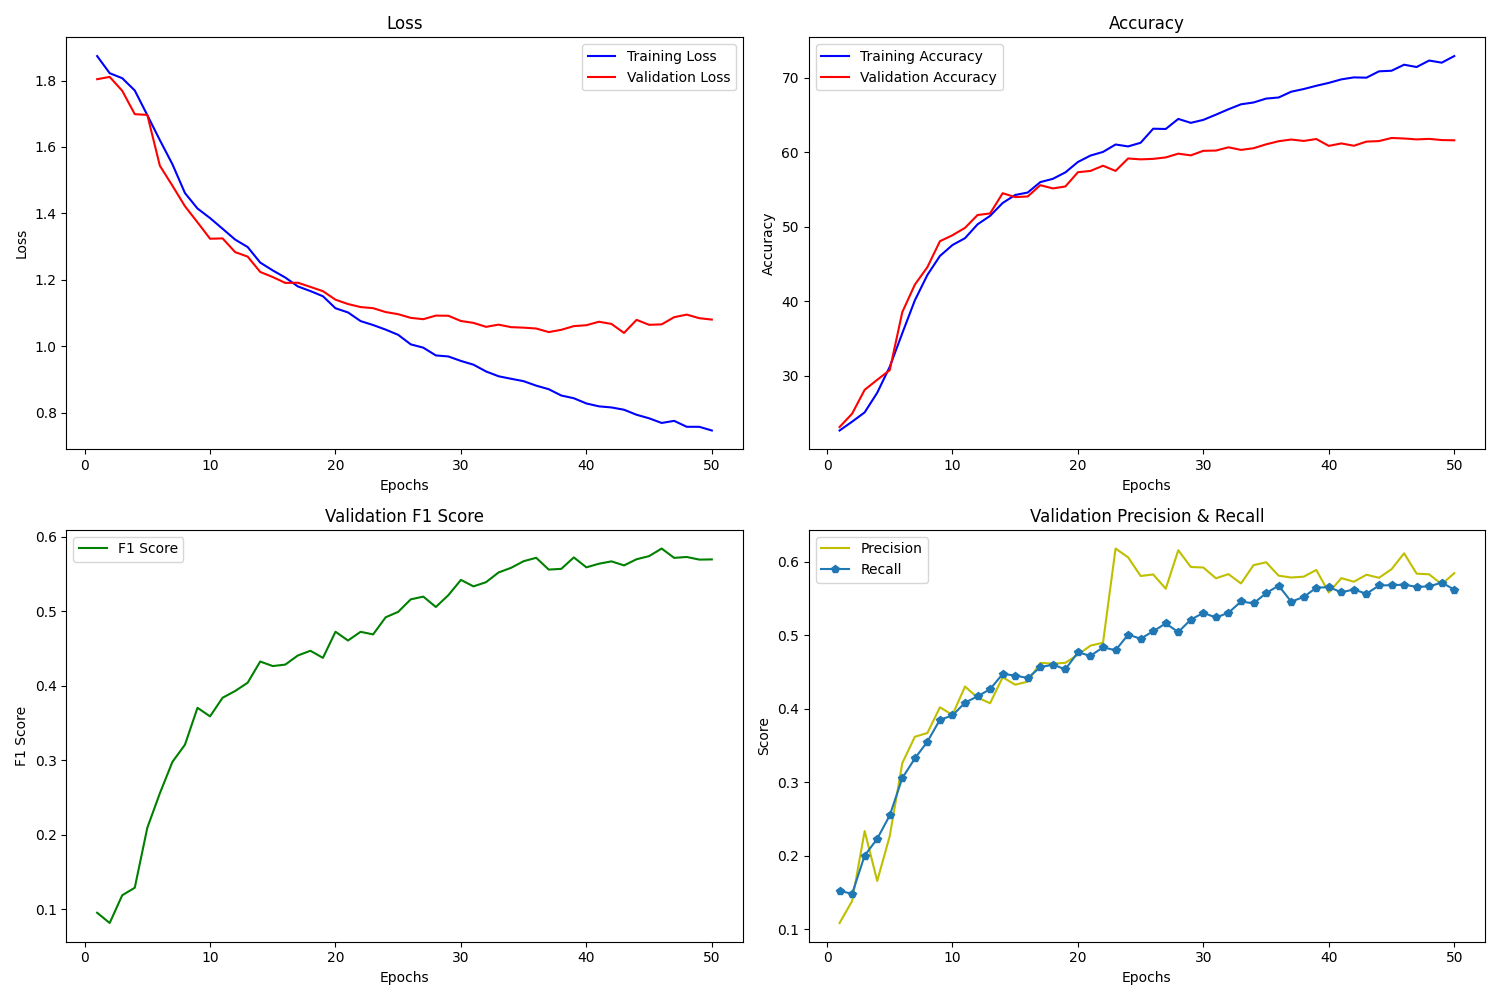 Loss
Training Loss
Validation Loss
1.8
1.6
1.4
1.2
1.0
0.8
Loss
0 10 20 30 40 50
Epochs
Accuracy
Training Accuracy
Validation Accuracy
70
60
50
40
30
Accuracy
0 10 20 30 40 50
Epochs
Validation F1 Score
F1 Score
0.6
0.5
0.4
0.3
0.2
0.1
F1 Score
0 10 20 30 40 50
Epochs
Validation Precision & Recall
Precision
Recall
0.6
0.5
0.4
0.3
0.2
0.1
Score
0 10 20 30 40 50
Epochs